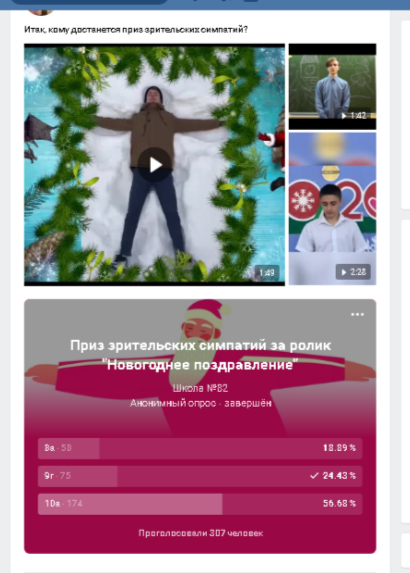 Итак, кому достанется приз зрительских симпатий?
1:42
1:49
2:28
Приз зрительских симпатий за ролик
"Новогоднее поздравление"
Школа №82
Анонимный опрос · завершён
8а · 58
18.89 %
9г · 75
24.43 %
10а · 174
56.68 %
Проголосовали 307 человек